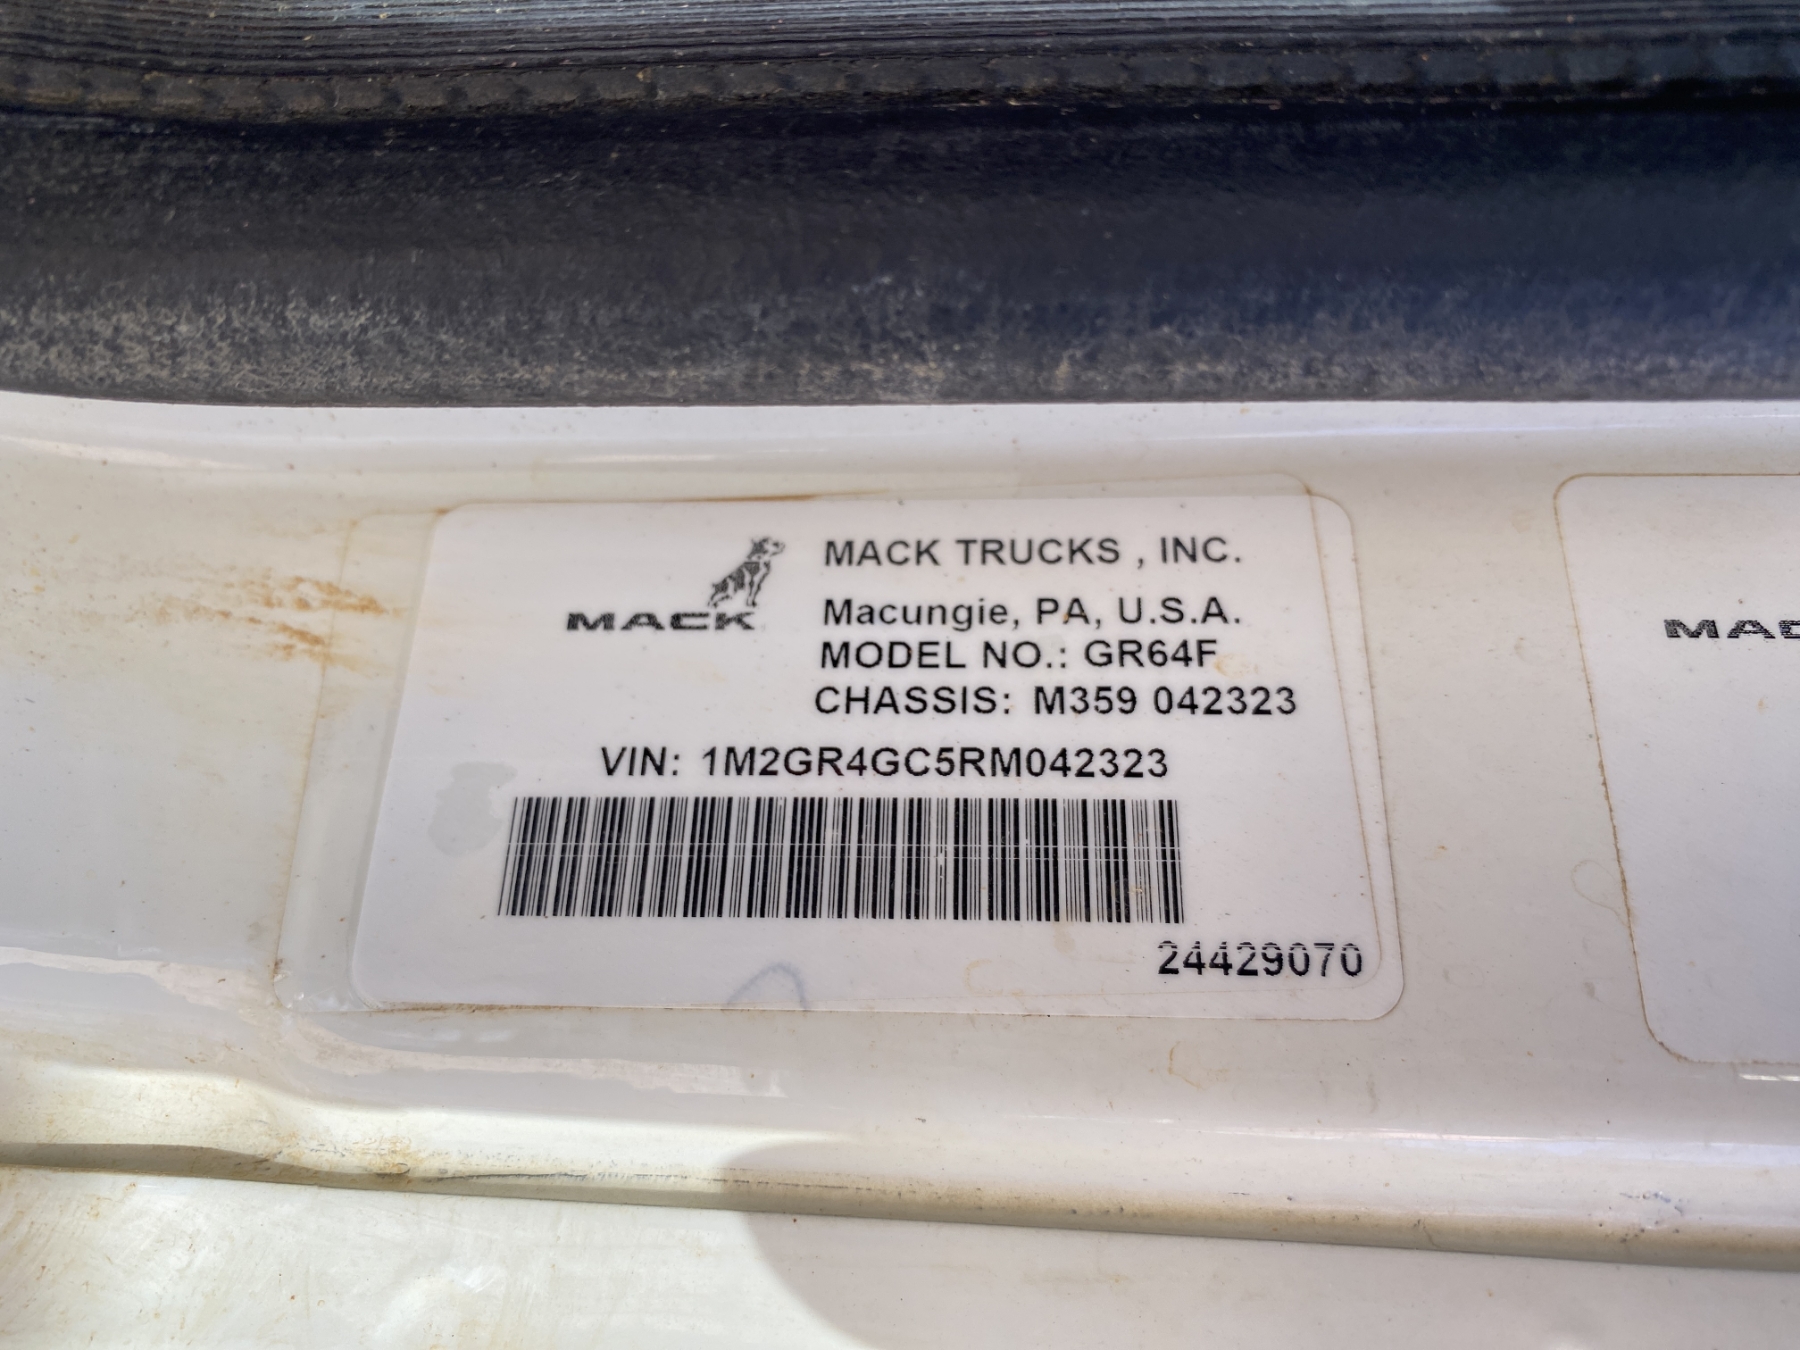 MACK TRUCKS , INC.
MACK
Macungie, PA, U.S.A.
MODEL NO.: GR64F
CHASSIS: M359 042323
VIN: 1M2GR4GC5RM042323
24429070